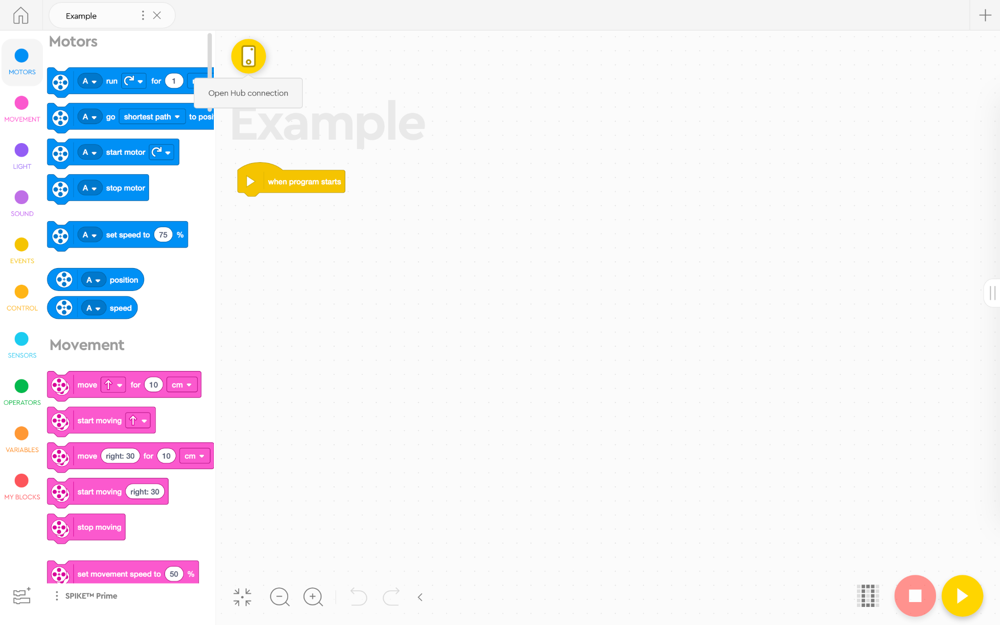 Example
MOTORS
MOVEMENT
LIGHT
SOUND
EVENTS
CONTROL
SENSORS
OPERATORS
VARIABLES
MY BLOCKS
Motors
A run for 1
A go shortest path to posi
A start motor
A stop motor
A set speed to 75 %
A position
A speed
Movement
move for 10 cm
start moving
move right: 30 for 10 cm
start moving right: 30
stop moving
set movement speed to 50 %
SPIKE™ Prime
Open Hub connection
Example
when program starts